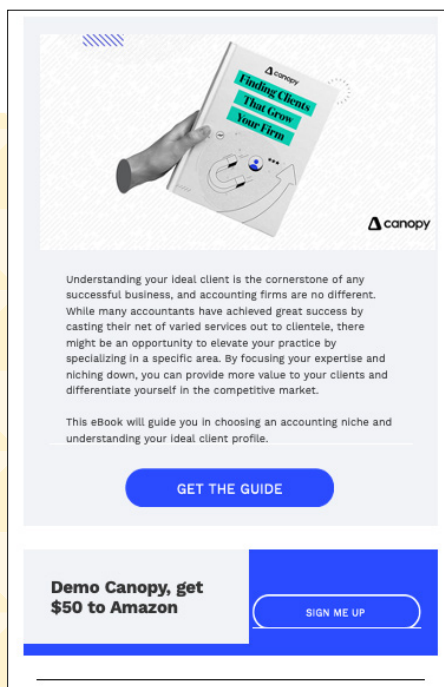 canopy
Finding Clients
That Grow
Your Firm
canopy
Understanding your ideal client is the cornerstone of any
successful business, and accounting firms are no different.
While many accountants have achieved great success by
casting their net of varied services out to clientele, there
might be an opportunity to elevate your practice by
specializing in a specific area. By focusing your expertise and
niching down, you can provide more value to your clients and
differentiate yourself in the competitive market.
This eBook will guide you in choosing an accounting niche and
understanding your ideal client profile.
GET THE GUIDE
Demo Canopy, get
$50 to Amazon
SIGN ME UP